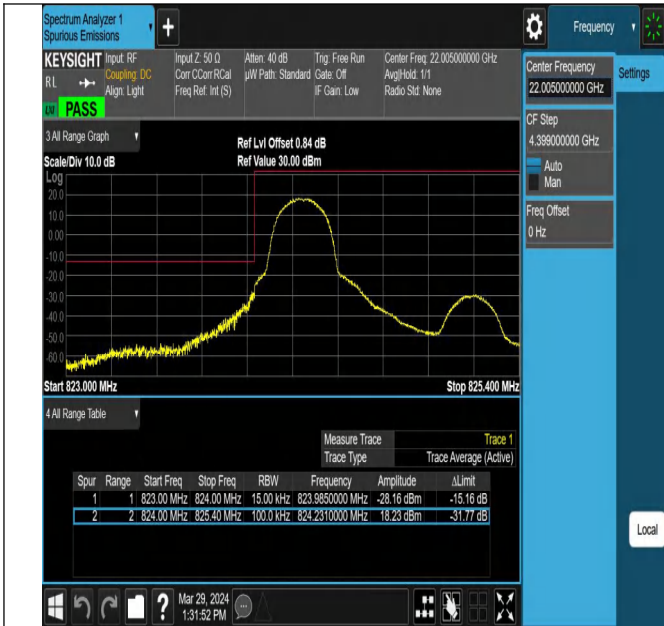 Spectrum Analyzer 1
Spurious Emissions
Frequency
KEYSIGHT
RL
LXI
PASS
Input: RF
Coupling: DC
Align: Light
Input Z: 50 Ω
Corr CCorr RCal
Freq Ref: Int (S)
Atten: 40 dB
µW Path: Standard
Trig: Free Run
Gate: Off
IF Gain: Low
Center Freq: 22.005000000 GHz
Avg|Hold: 1/1
Radio Std: None
Center Frequency
22.005000000 GHz
Settings
CF Step
4.399000000 GHz
Auto
Man
Freq Offset
0 Hz
3 All Range Graph
Scale/Div 10.0 dB
Ref Lvl Offset 0.84 dB
Ref Value 30.00 dBm
Log
20.0
10.0
0.00
-10.0
-20.0
-30.0
-40.0
-50.0
-60.0
Start 823.000 MHz
Stop 825.400 MHz
4 All Range Table
Measure Trace Trace 1
Trace Type Trace Average (Active)
Spur Range Start Freq Stop Freq RBW Frequency Amplitude ΔLimit
1 1 823.00 MHz 824.00 MHz 15.00 kHz 823.9850000 MHz -28.16 dBm -15.16 dB
2 2 824.00 MHz 825.40 MHz 100.0 kHz 824.2310000 MHz 18.23 dBm -31.77 dB
Local
?
Mar 29, 2024
1:31:52 PM